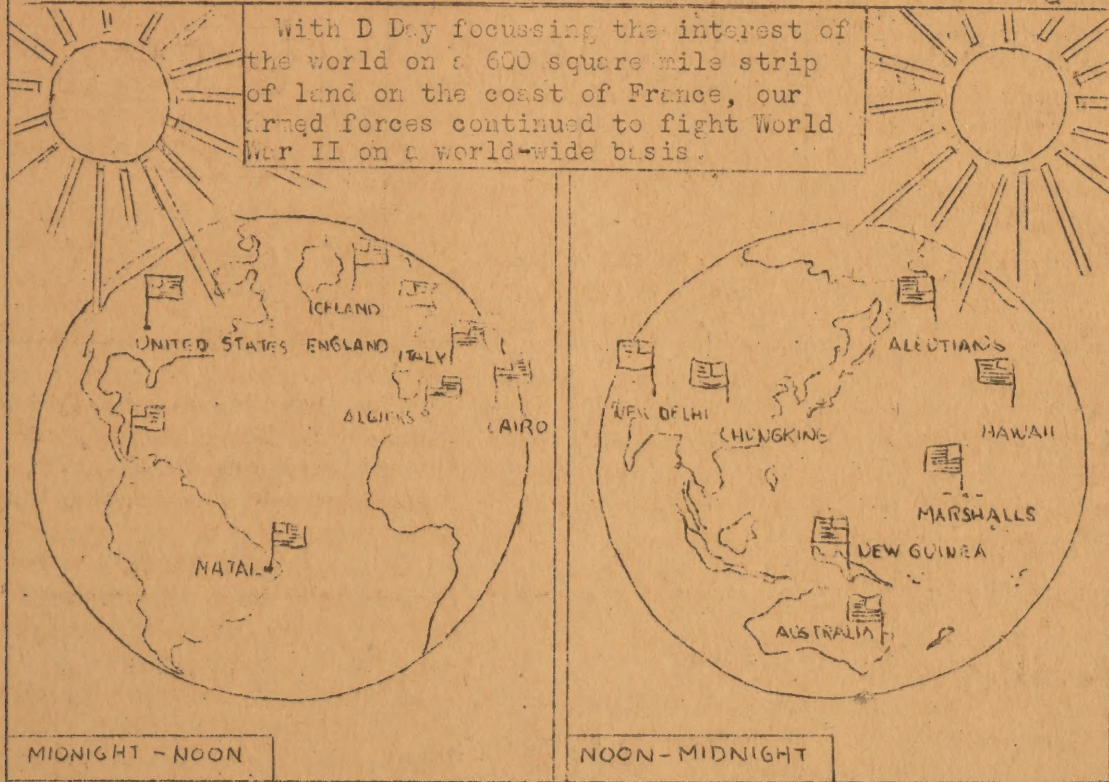 With D Day focussing the interest of
the world on a 600 square mile strip
of land on the coast of France, our
armed forces continued to fight World
War II on a world-wide basis.
ICELAND
UNITED STATES
ENGLAND
ITALY
ALGIERS
CAIRO
NATAL
MIDNIGHT - NOON
ALEUTIANS
NEW DELHI
CHUNGKING
HAWAII
MARSHALLS
NEW GUINEA
AUSTRALIA
NOON - MIDNIGHT